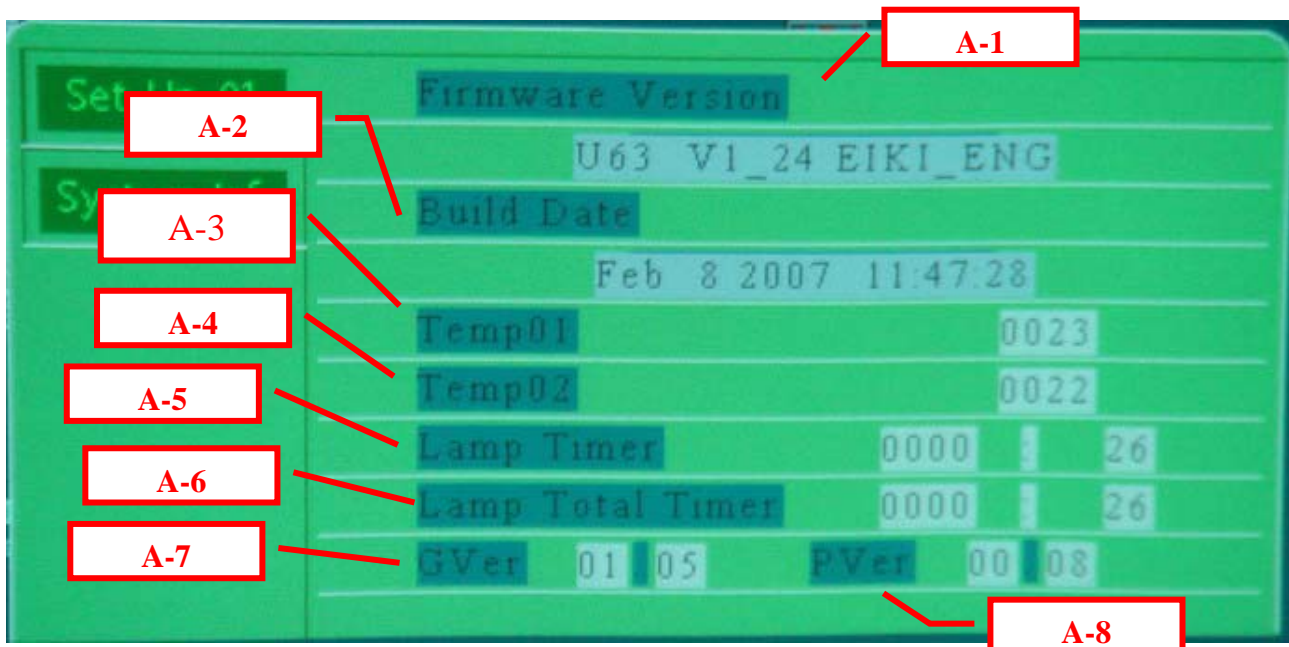 A-1
Firmware Version
A-2
U63 V1_24 EIKI_ENG
Build Date
A-3
Feb 8 2007 11:47:28
A-4
Temp01 0023
Temp02 0022
A-5
Lamp Timer 0000 : 26
A-6
Lamp Total Timer 0000 : 26
A-7
GVer 01 05 PVer 00 08
A-8